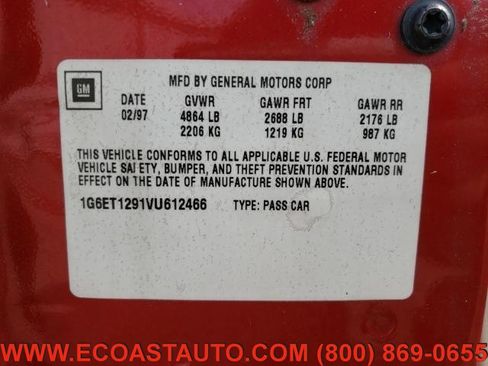 GM
MFD BY GENERAL MOTORS CORP
DATE GVWR GAWR FRT GAWR RR
02/97 4864 LB 2688 LB 2176 LB
2206 KG 1219 KG 987 KG
THIS VEHICLE CONFORMS TO ALL APPLICABLE U.S. FEDERAL MOTOR
VEHICLE SAFETY, BUMPER, AND THEFT PREVENTION STANDARDS IN
EFFECT ON THE DATE OF MANUFACTURE SHOWN ABOVE.
1G6ET1291VU612466 TYPE: PASS CAR
WWW.ECOASTAUTO.COM (800) 869-0655